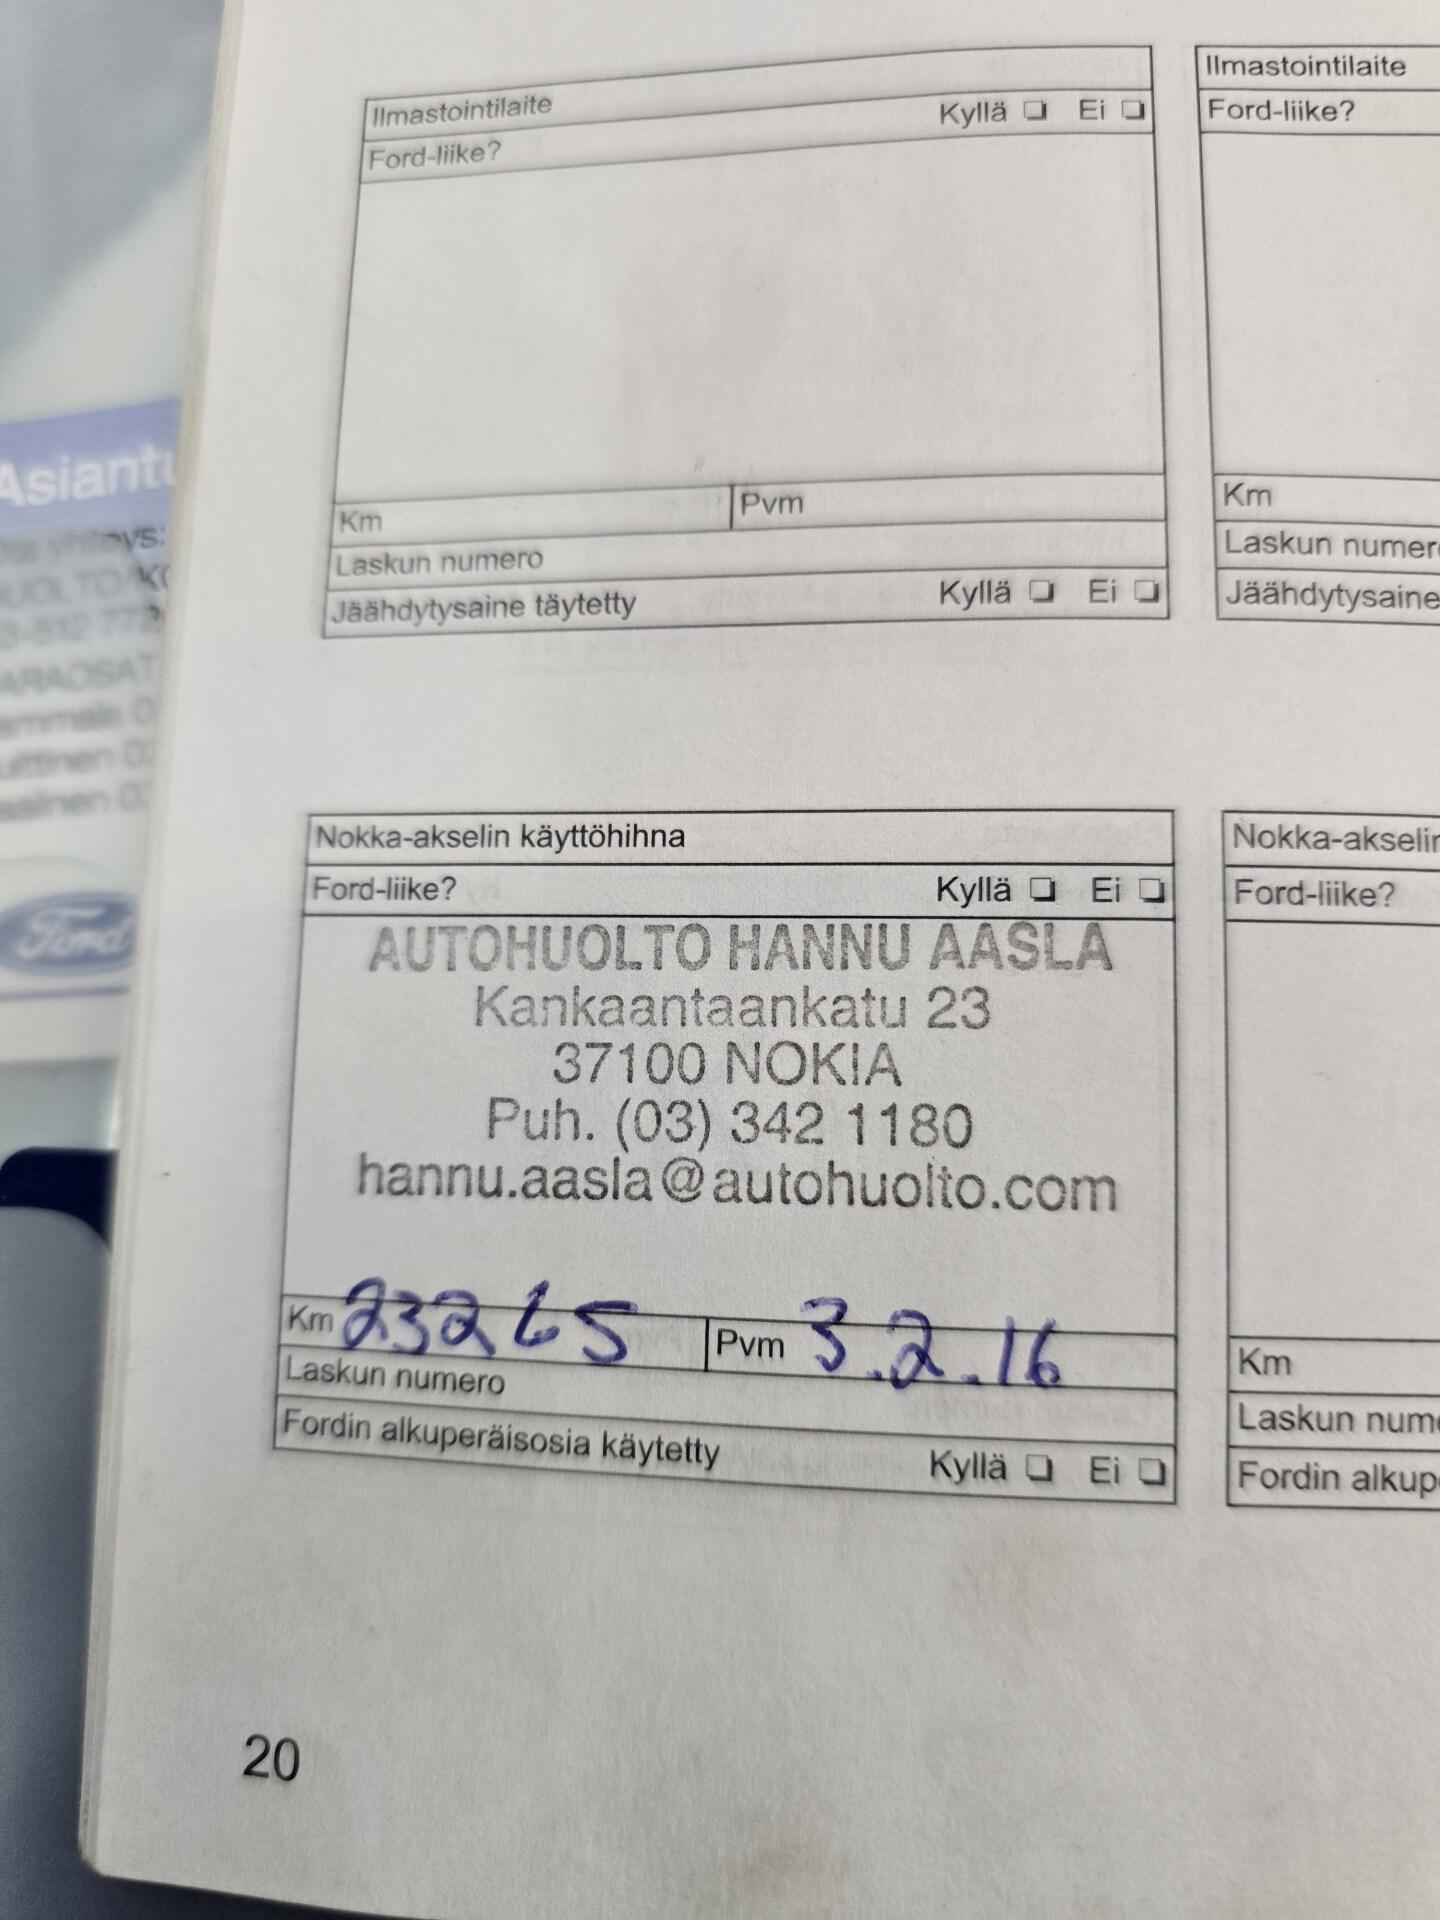 Ilmastointilaite
Ford-liike? Kyllä ❏ Ei ❏
Km Pvm
Laskun numero
Jäähdytysaine täytetty Kyllä ❏ Ei ❏
Ilmastointilaite
Ford-liike?
Km
Laskun numero
Jäähdytysaine
Nokka-akselin käyttöhihna
Ford-liike? Kyllä ❏ Ei ❏
AUTOHUOLTO HANNU AASLA
Kankaantaankatu 23
37100 NOKIA
Puh. (03) 342 1180
hannu.aasla@autohuolto.com
Km 23265 Pvm 3.2.16
Laskun numero
Fordin alkuperäisosia käytetty Kyllä ❏ Ei ❏
Nokka-akselin
Ford-liike?
Km
Laskun num
Fordin alkup
20
Asiantu
Ford